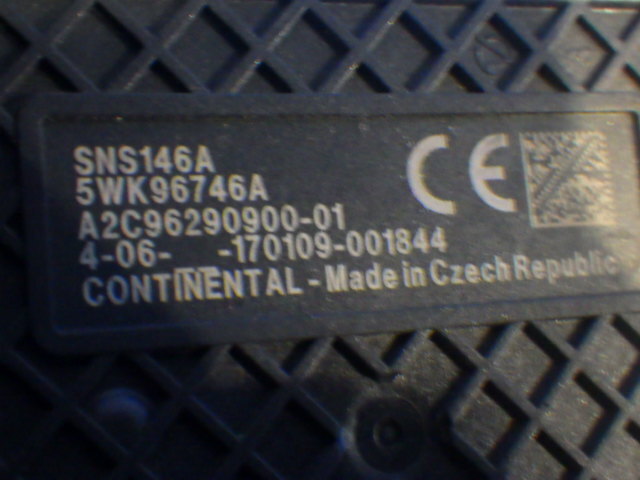 SNS146A
5WK96746A
A2C96290900-01
4-06-   -170109-001844
CONTINENTAL - Made in Czech Republic
CE